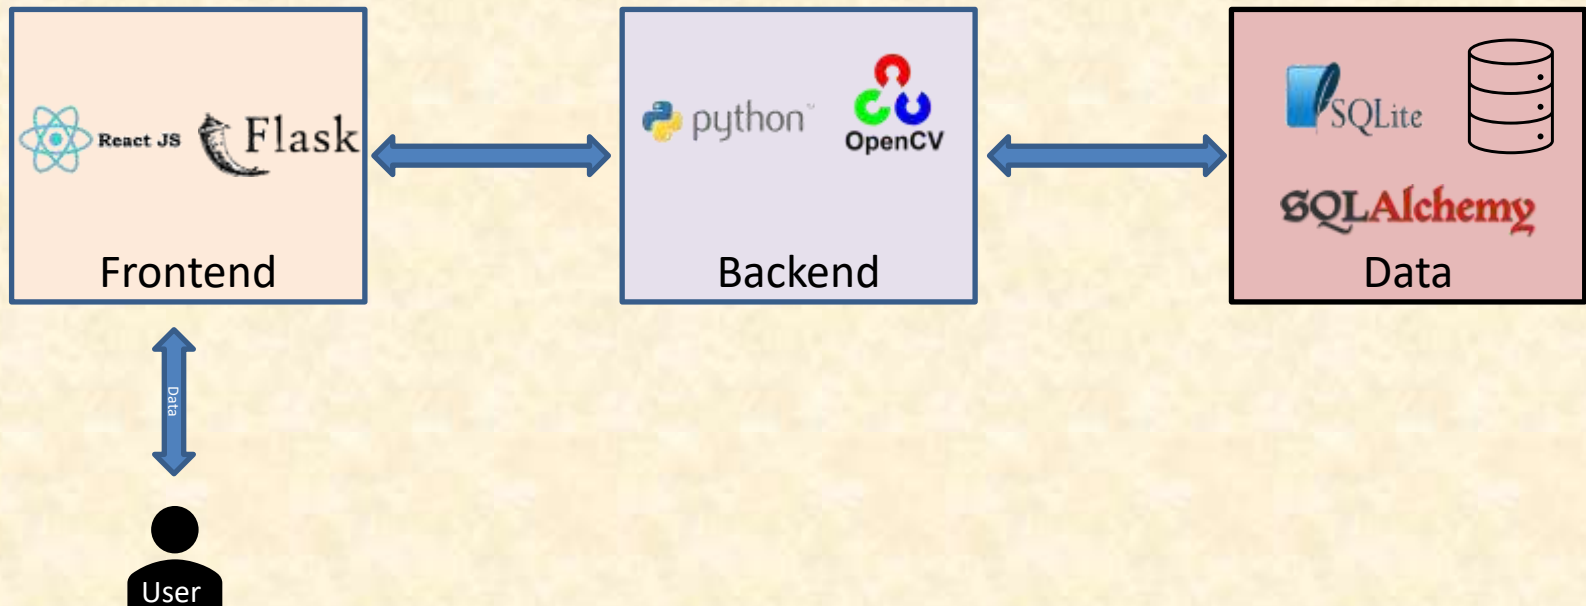 React JS
Flask
Frontend
python
OpenCV
Backend
SQLite
SQLAlchemy
Data
Data
User